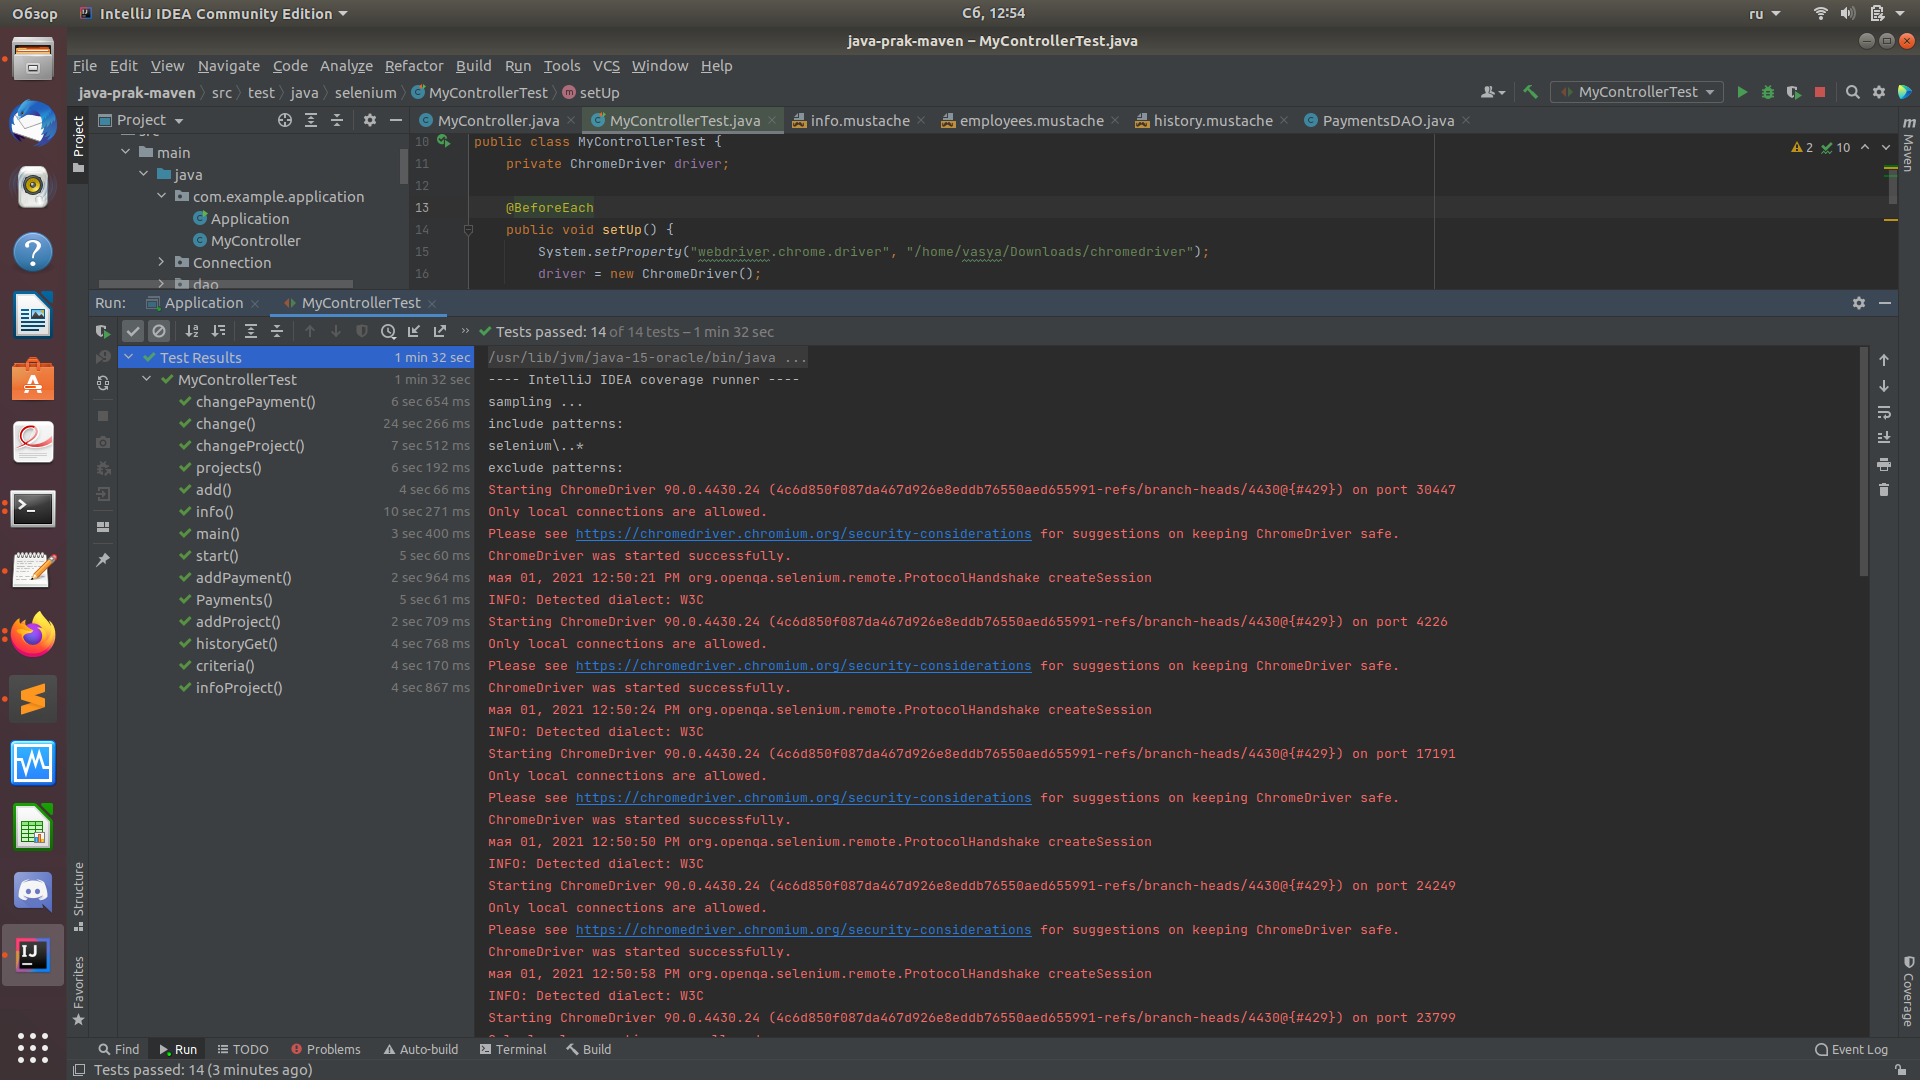 Обзор IntelliJ IDEA Community Edition Сб, 12:54 ru
java-prak-maven – MyControllerTest.java
File Edit View Navigate Code Analyze Refactor Build Run Tools VCS Window Help
java-prak-maven src test java selenium MyControllerTest setUp MyControllerTest
Project MyController.java MyControllerTest.java info.mustache employees.mustache history.mustache PaymentsDAO.java
Project
Maven
src
main
java
com.example.application
Application
MyController
Connection
dao
10 public class MyControllerTest {
2 10
11 private ChromeDriver driver;
12
13 @BeforeEach
14 public void setUp() {
15 System.setProperty("webdriver.chrome.driver", "/home/vasya/Downloads/chromedriver");
16 driver = new ChromeDriver();
Run: Application MyControllerTest
Tests passed: 14 of 14 tests – 1 min 32 sec
Test Results 1 min 32 sec
MyControllerTest 1 min 32 sec
changePayment() 6 sec 654 ms
change() 24 sec 266 ms
changeProject() 7 sec 512 ms
projects() 6 sec 192 ms
add() 4 sec 66 ms
info() 10 sec 271 ms
main() 3 sec 400 ms
start() 5 sec 60 ms
addPayment() 2 sec 964 ms
Payments() 5 sec 61 ms
addProject() 2 sec 709 ms
historyGet() 4 sec 768 ms
criteria() 4 sec 170 ms
infoProject() 4 sec 867 ms
/usr/lib/jvm/java-15-oracle/bin/java ...
---- IntelliJ IDEA coverage runner ----
sampling ...
include patterns:
selenium\..*
exclude patterns:
Starting ChromeDriver 90.0.4430.24 (4c6d850f087da467d926e8eddb76550aed655991-refs/branch-heads/4430@{#429}) on port 30447
Only local connections are allowed.
Please see https://chromedriver.chromium.org/security-considerations for suggestions on keeping ChromeDriver safe.
ChromeDriver was started successfully.
мая 01, 2021 12:50:21 PM org.openqa.selenium.remote.ProtocolHandshake createSession
INFO: Detected dialect: W3C
Starting ChromeDriver 90.0.4430.24 (4c6d850f087da467d926e8eddb76550aed655991-refs/branch-heads/4430@{#429}) on port 4226
Only local connections are allowed.
Please see https://chromedriver.chromium.org/security-considerations for suggestions on keeping ChromeDriver safe.
ChromeDriver was started successfully.
мая 01, 2021 12:50:24 PM org.openqa.selenium.remote.ProtocolHandshake createSession
INFO: Detected dialect: W3C
Starting ChromeDriver 90.0.4430.24 (4c6d850f087da467d926e8eddb76550aed655991-refs/branch-heads/4430@{#429}) on port 17191
Only local connections are allowed.
Please see https://chromedriver.chromium.org/security-considerations for suggestions on keeping ChromeDriver safe.
ChromeDriver was started successfully.
мая 01, 2021 12:50:50 PM org.openqa.selenium.remote.ProtocolHandshake createSession
INFO: Detected dialect: W3C
Starting ChromeDriver 90.0.4430.24 (4c6d850f087da467d926e8eddb76550aed655991-refs/branch-heads/4430@{#429}) on port 24249
Only local connections are allowed.
Please see https://chromedriver.chromium.org/security-considerations for suggestions on keeping ChromeDriver safe.
ChromeDriver was started successfully.
мая 01, 2021 12:50:58 PM org.openqa.selenium.remote.ProtocolHandshake createSession
INFO: Detected dialect: W3C
Starting ChromeDriver 90.0.4430.24 (4c6d850f087da467d926e8eddb76550aed655991-refs/branch-heads/4430@{#429}) on port 23799
Structure
Favorites
Coverage
Find Run TODO Problems Auto-build Terminal Build Event Log
Tests passed: 14 (3 minutes ago)